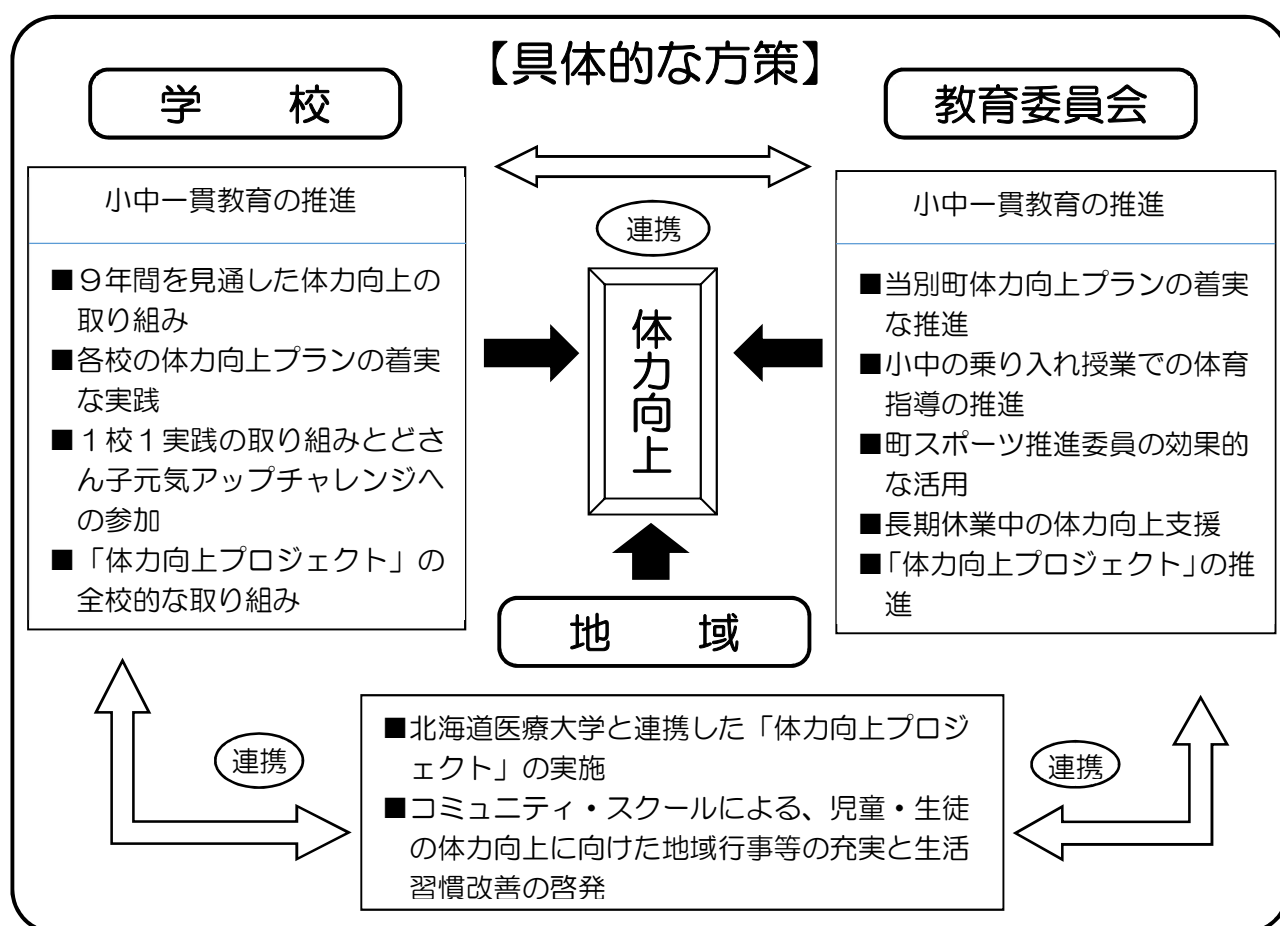 【具体的な方策】
学　校
教育委員会
小中一貫教育の推進
■９年間を見通した体力向上の
取り組み
■各校の体力向上プランの着実
な実践
■１校１実践の取り組みとどさ
ん子元気アップチャレンジへ
の参加
■「体力向上プロジェクト」の
全校的な取り組み
連携
体力向上
小中一貫教育の推進
■当別町体力向上プランの着実
な推進
■小中の乗り入れ授業での体育
指導の推進
■町スポーツ推進委員の効果的
な活用
■長期休業中の体力向上支援
■「体力向上プロジェクト」の推
進
地　域
連携
■北海道医療大学と連携した「体力向上プロジ
ェクト」の実施
■コミュニティ・スクールによる、児童・生徒
の体力向上に向けた地域行事等の充実と生活
習慣改善の啓発
連携